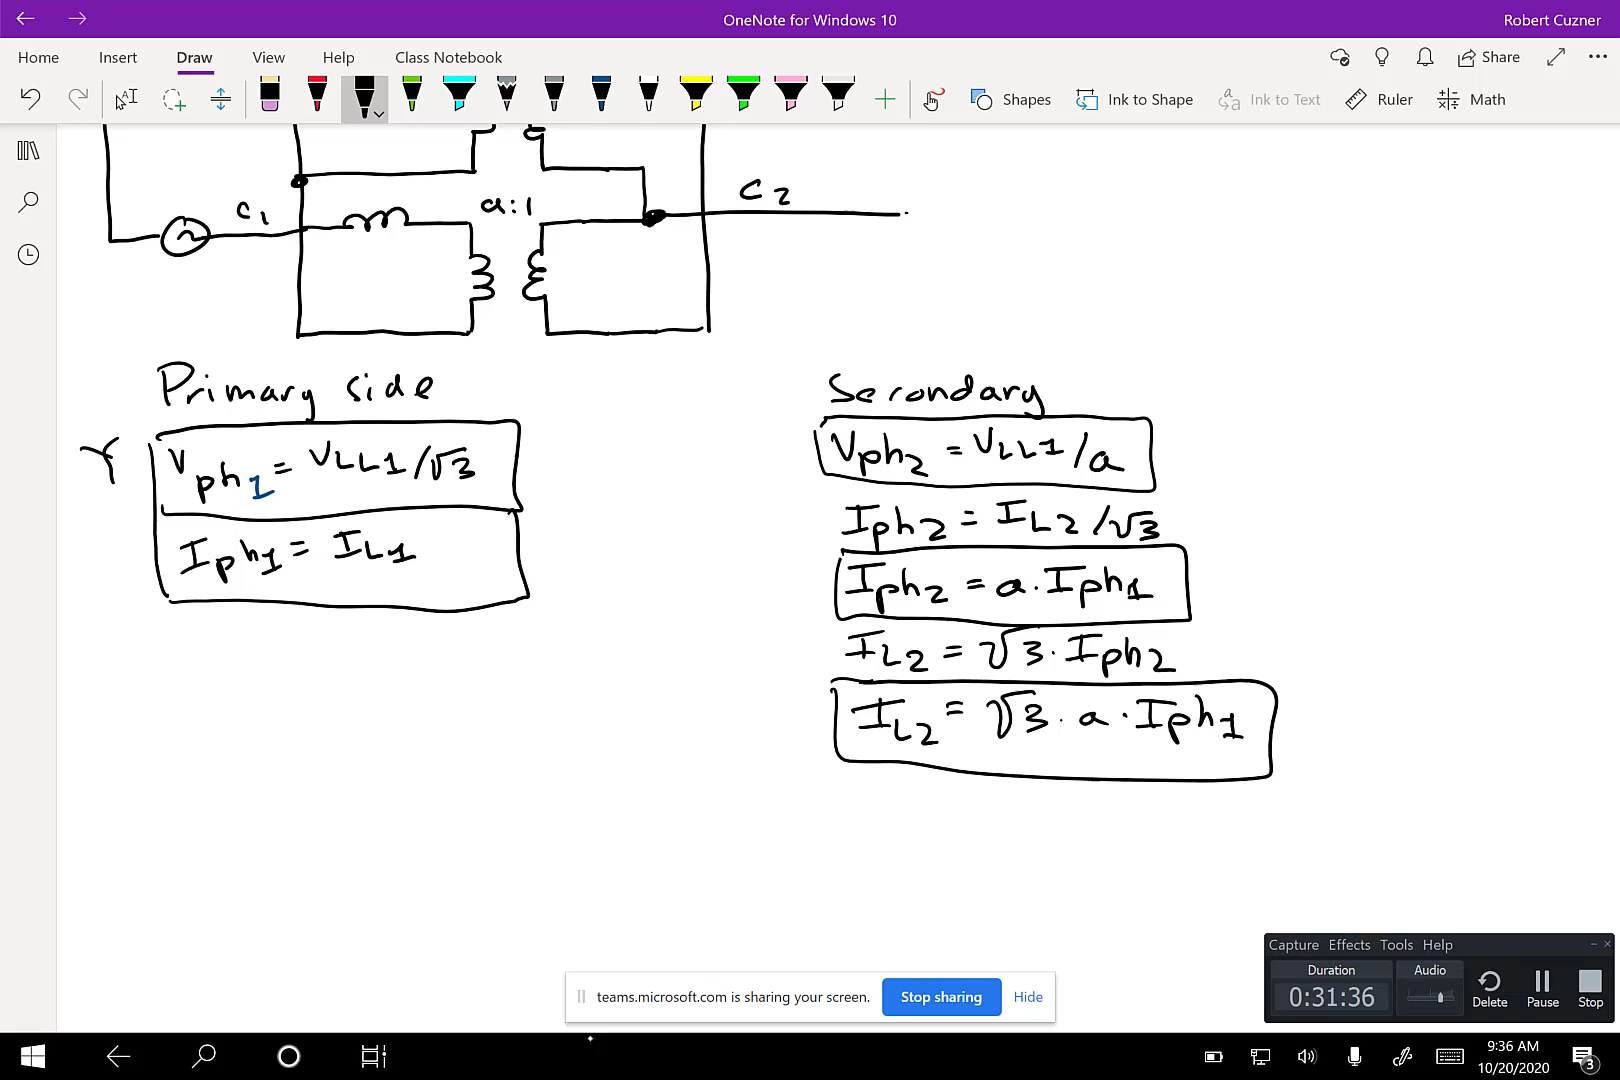 OneNote for Windows 10
Robert Cuzner
Home Insert Draw View Help Class Notebook
Share
Shapes Ink to Shape Ink to Text Ruler Math
C1
a:1
C2
Primary side
Y
Vph1 = VLL1/√3
Iph1 = IL1
Secondary
Vph2 = VLL1/a
Iph2 = IL2/√3
Iph2 = a·Iph1
IL2 = √3·Iph2
IL2 = √3·a·Iph1
Capture Effects Tools Help
Duration Audio
0:31:36
Delete Pause Stop
teams.microsoft.com is sharing your screen. Stop sharing Hide
9:36 AM
10/20/2020
3